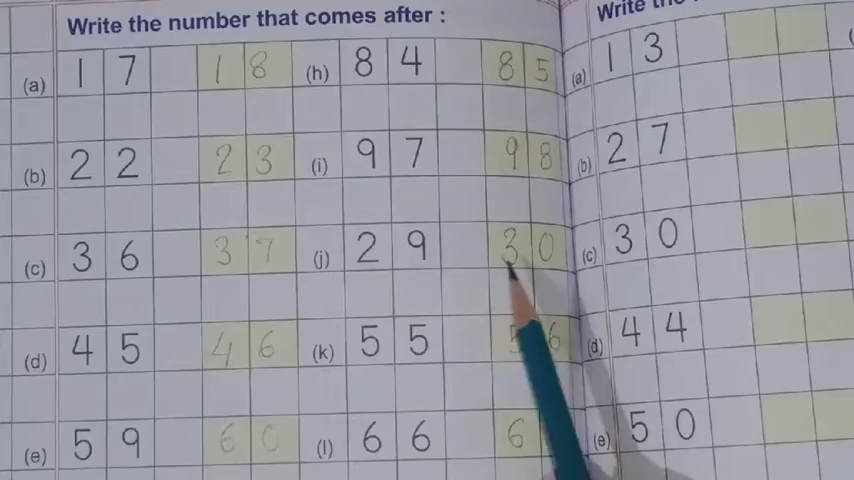 Write the number that comes after :
(a) 1 7 1 8 (h) 8 4 8 5
(b) 2 2 2 3 (i) 9 7 9 8
(c) 3 6 3 7 (j) 2 9 3 0
(d) 4 5 4 6 (k) 5 5 5 6
(e) 5 9 6 0 (l) 6 6 6
Write
(a) 1 3
(b) 2 7
(c) 3 0
(d) 4 4
(e) 5 0